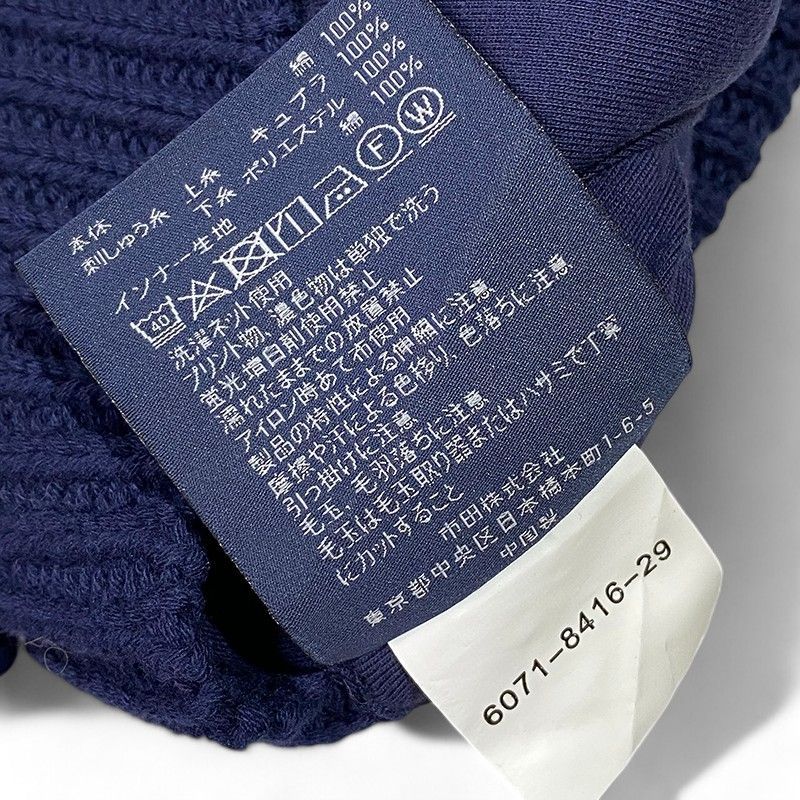 本体 綿 100%
刺しゅう糸 上糸 キュプラ 100%
下糸 ポリエステル 100%
インナー生地 綿 100%
40 F W
洗濯ネット使用
プリント物、濃色物は単独で洗う
蛍光増白剤使用禁止
濡れたままでの放置禁止
アイロン時あて布使用
製品の特性による伸縮に注意
摩擦や汗による色移り、色落ちに注意
引っ掛けに注意
毛玉、毛羽落ちに注意
毛玉は毛玉取り器またはハサミで丁寧
にカットすること
市田株式会社
東京都中央区日本橋本町1-6-5
中国製
6071-8416-29